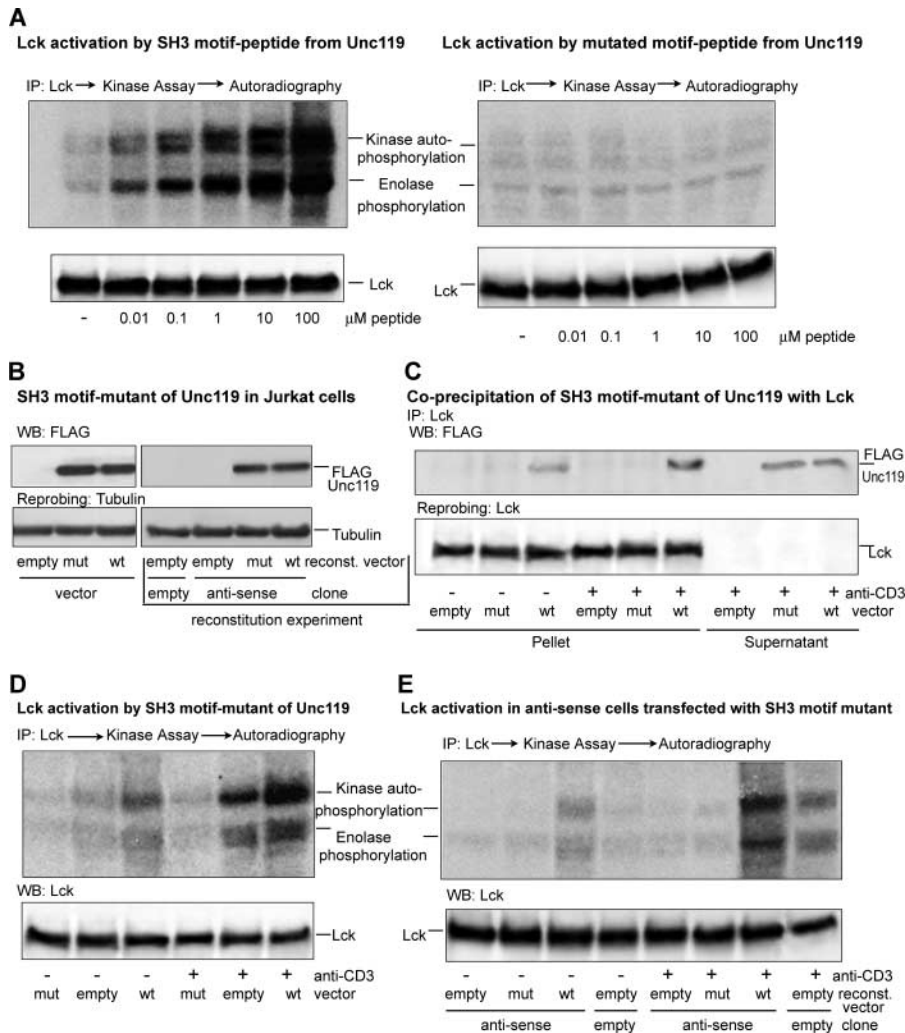 A
Lck activation by SH3 motif-peptide from Unc119
Lck activation by mutated motif-peptide from Unc119
IP: Lck → Kinase Assay → Autoradiography
IP: Lck → Kinase Assay → Autoradiography
Kinase auto-
phosphorylation
Enolase
phosphorylation
Lck
Lck
- 0.01 0.1 1 10 100 μM peptide
- 0.01 0.1 1 10 100 μM peptide
B
SH3 motif-mutant of Unc119 in Jurkat cells
WB: FLAG
FLAG
Unc119
Reprobing: Tubulin
Tubulin
empty mut wt empty empty mut wt reconst. vector
vector empty anti-sense clone
reconstitution experiment
C
Co-precipitation of SH3 motif-mutant of Unc119 with Lck
IP: Lck
WB: FLAG
FLAG
Unc119
Reprobing: Lck
Lck
- - - + + + + + + anti-CD3
empty mut wt empty mut wt empty mut wt vector
Pellet Supernatant
D
Lck activation by SH3 motif-mutant of Unc119
IP: Lck → Kinase Assay → Autoradiography
Kinase auto-
phosphorylation
Enolase
phosphorylation
WB: Lck
Lck
- - - + + + anti-CD3
mut empty wt mut empty wt vector
E
Lck activation in anti-sense cells transfected with SH3 motif mutant
IP: Lck → Kinase Assay → Autoradiography
WB: Lck
Lck
- - - - + + + + anti-CD3
empty mut wt empty empty mut wt empty reconst.
vector
anti-sense empty anti-sense empty clone